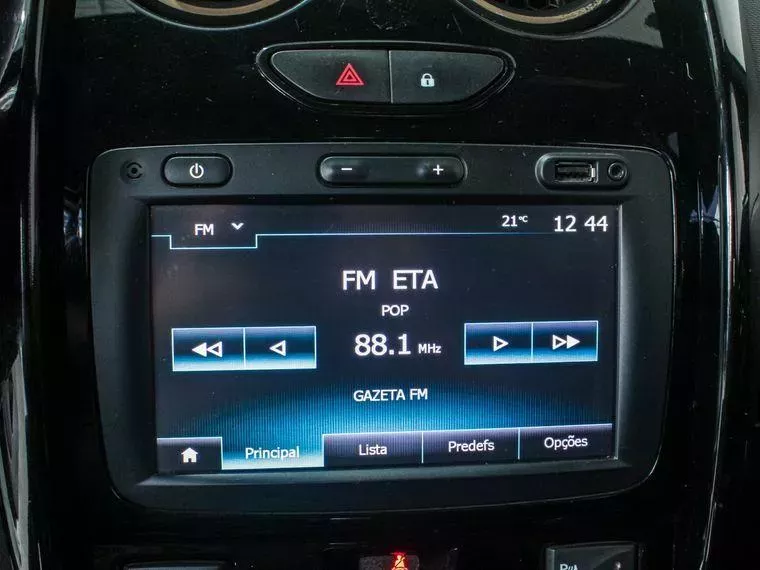 FM 21°C 12 44
FM ETA
POP
88.1 MHz
GAZETA FM
Principal Lista Predefs Opções